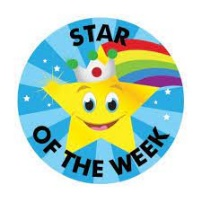 STAR
OF THE WEEK